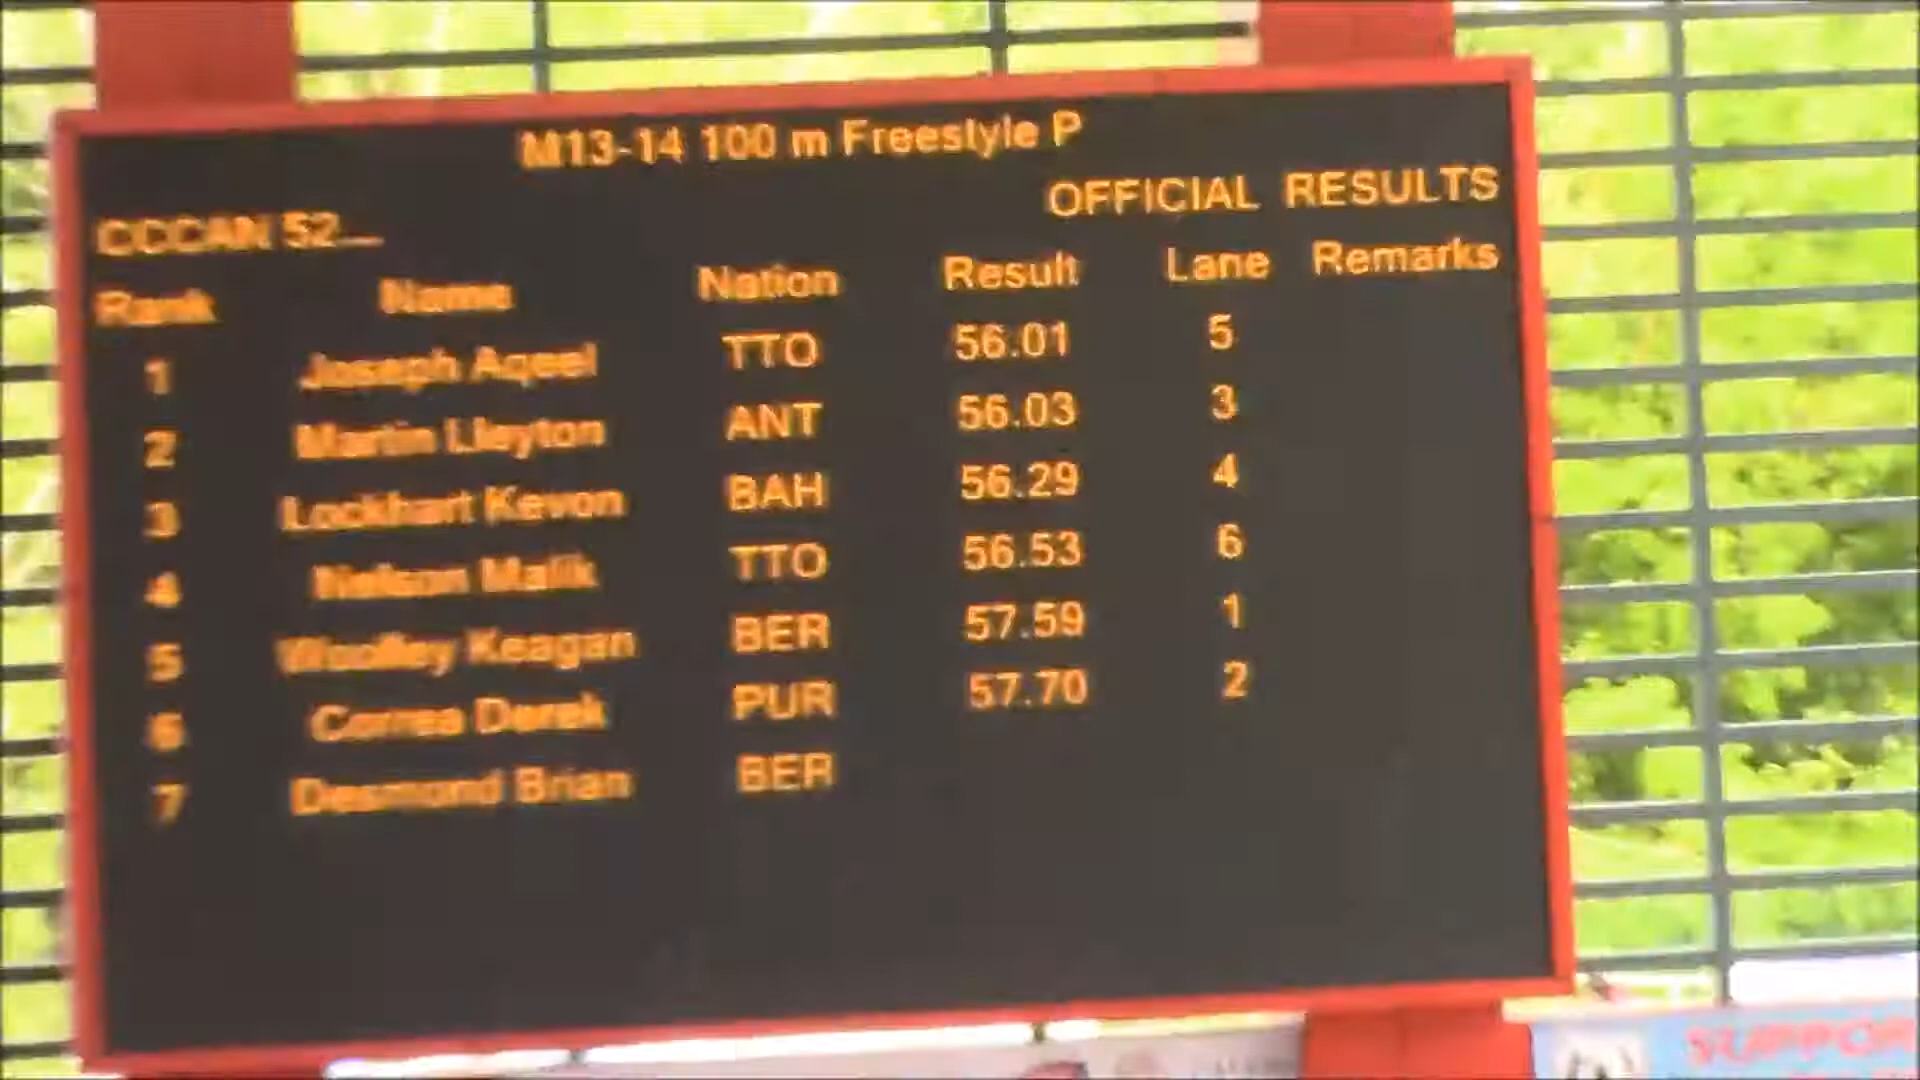 M13-14 100 m Freestyle P
OFFICIAL RESULTS
CCCAN 52...
Rank Name Nation Result Lane Remarks
1 Joseph Aqeel TTO 56.01 5
2 Martin Lleyton ANT 56.03 3
3 Lockhart Kevon BAH 56.29 4
4 Nelson Malik TTO 56.53 6
5 Woolley Keagan BER 57.59 1
6 Correa Derek PUR 57.70 2
7 Desmond Brian BER
SUPPOR